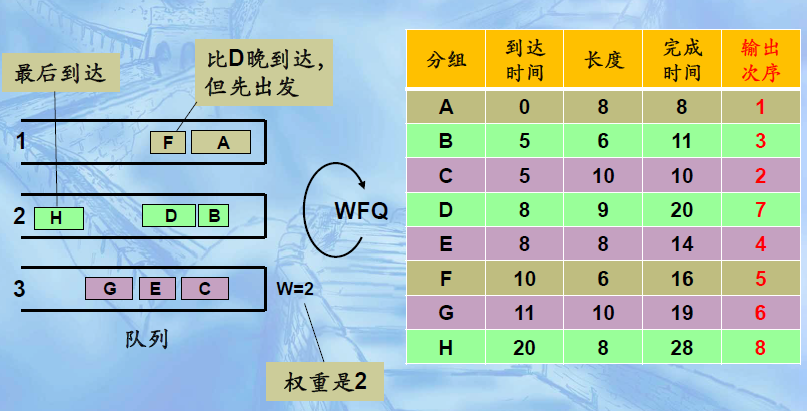 最后到达
比D晚到达，
但先出发
1
F
A
2
H
D
B
WFQ
3
G
E
C
W=2
队列
权重是2
分组 到达时间 长度 完成时间 输出次序
A 0 8 8 1
B 5 6 11 3
C 5 10 10 2
D 8 9 20 7
E 8 8 14 4
F 10 6 16 5
G 11 10 19 6
H 20 8 28 8